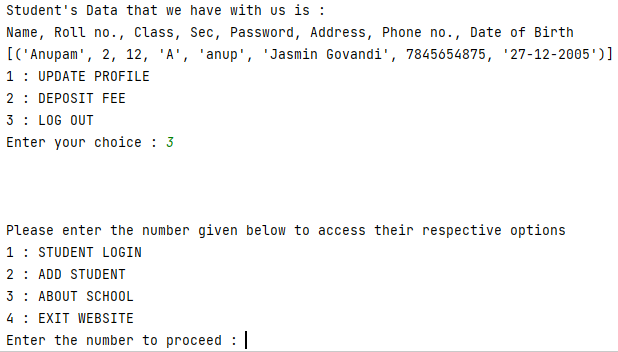 Student's Data that we have with us is :
Name, Roll no., Class, Sec, Password, Address, Phone no., Date of Birth
[('Anupam', 2, 12, 'A', 'anup', 'Jasmin Govandi', 7845654875, '27-12-2005')]
1 : UPDATE PROFILE
2 : DEPOSIT FEE
3 : LOG OUT
Enter your choice : 3
Please enter the number given below to access their respective options
1 : STUDENT LOGIN
2 : ADD STUDENT
3 : ABOUT SCHOOL
4 : EXIT WEBSITE
Enter the number to proceed :